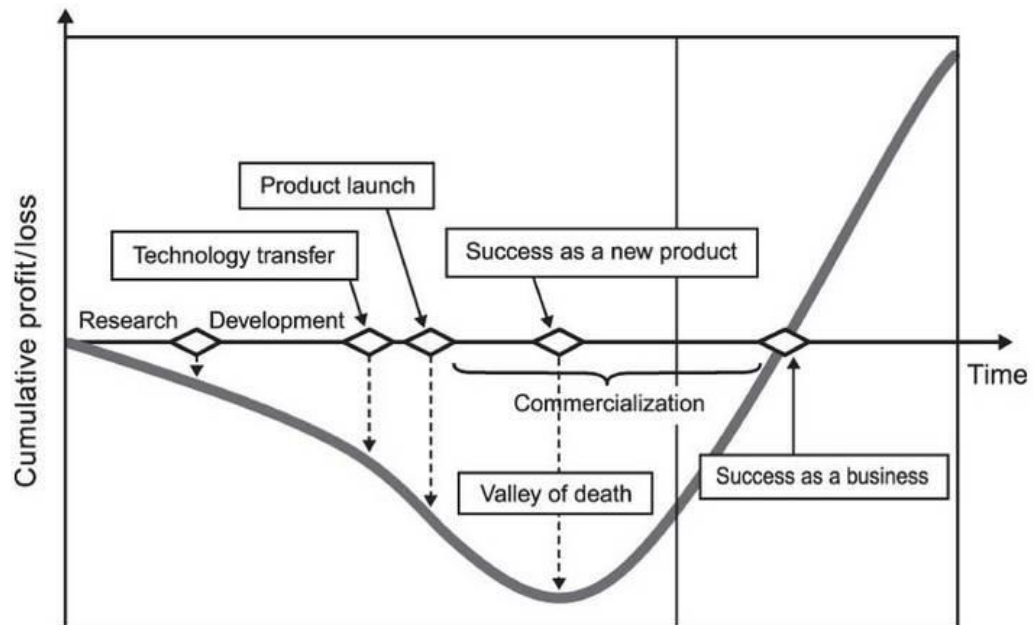 Product launch
Technology transfer
Success as a new product
Research
Development
Time
Commercialization
Cumulative profit/loss
Valley of death
Success as a business